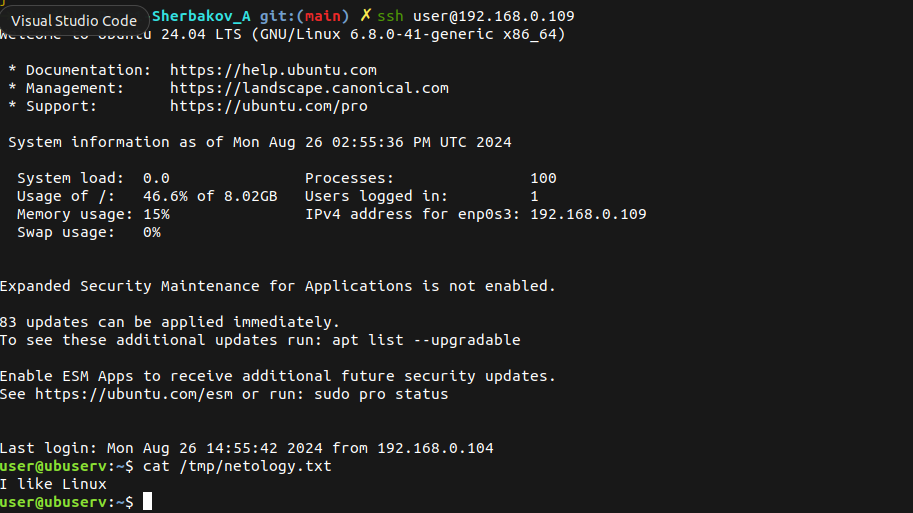 Visual Studio Code
Sherbakov_A git:(main) ✗ ssh user@192.168.0.109
Welcome to Ubuntu 24.04 LTS (GNU/Linux 6.8.0-41-generic x86_64)
* Documentation: https://help.ubuntu.com
* Management: https://landscape.canonical.com
* Support: https://ubuntu.com/pro
System information as of Mon Aug 26 02:55:36 PM UTC 2024
System load: 0.0 Processes: 100
Usage of /: 46.6% of 8.02GB Users logged in: 1
Memory usage: 15% IPv4 address for enp0s3: 192.168.0.109
Swap usage: 0%
Expanded Security Maintenance for Applications is not enabled.
83 updates can be applied immediately.
To see these additional updates run: apt list --upgradable
Enable ESM Apps to receive additional future security updates.
See https://ubuntu.com/esm or run: sudo pro status
Last login: Mon Aug 26 14:55:42 2024 from 192.168.0.104
user@ubuserv:~$ cat /tmp/netology.txt
I like Linux
user@ubuserv:~$